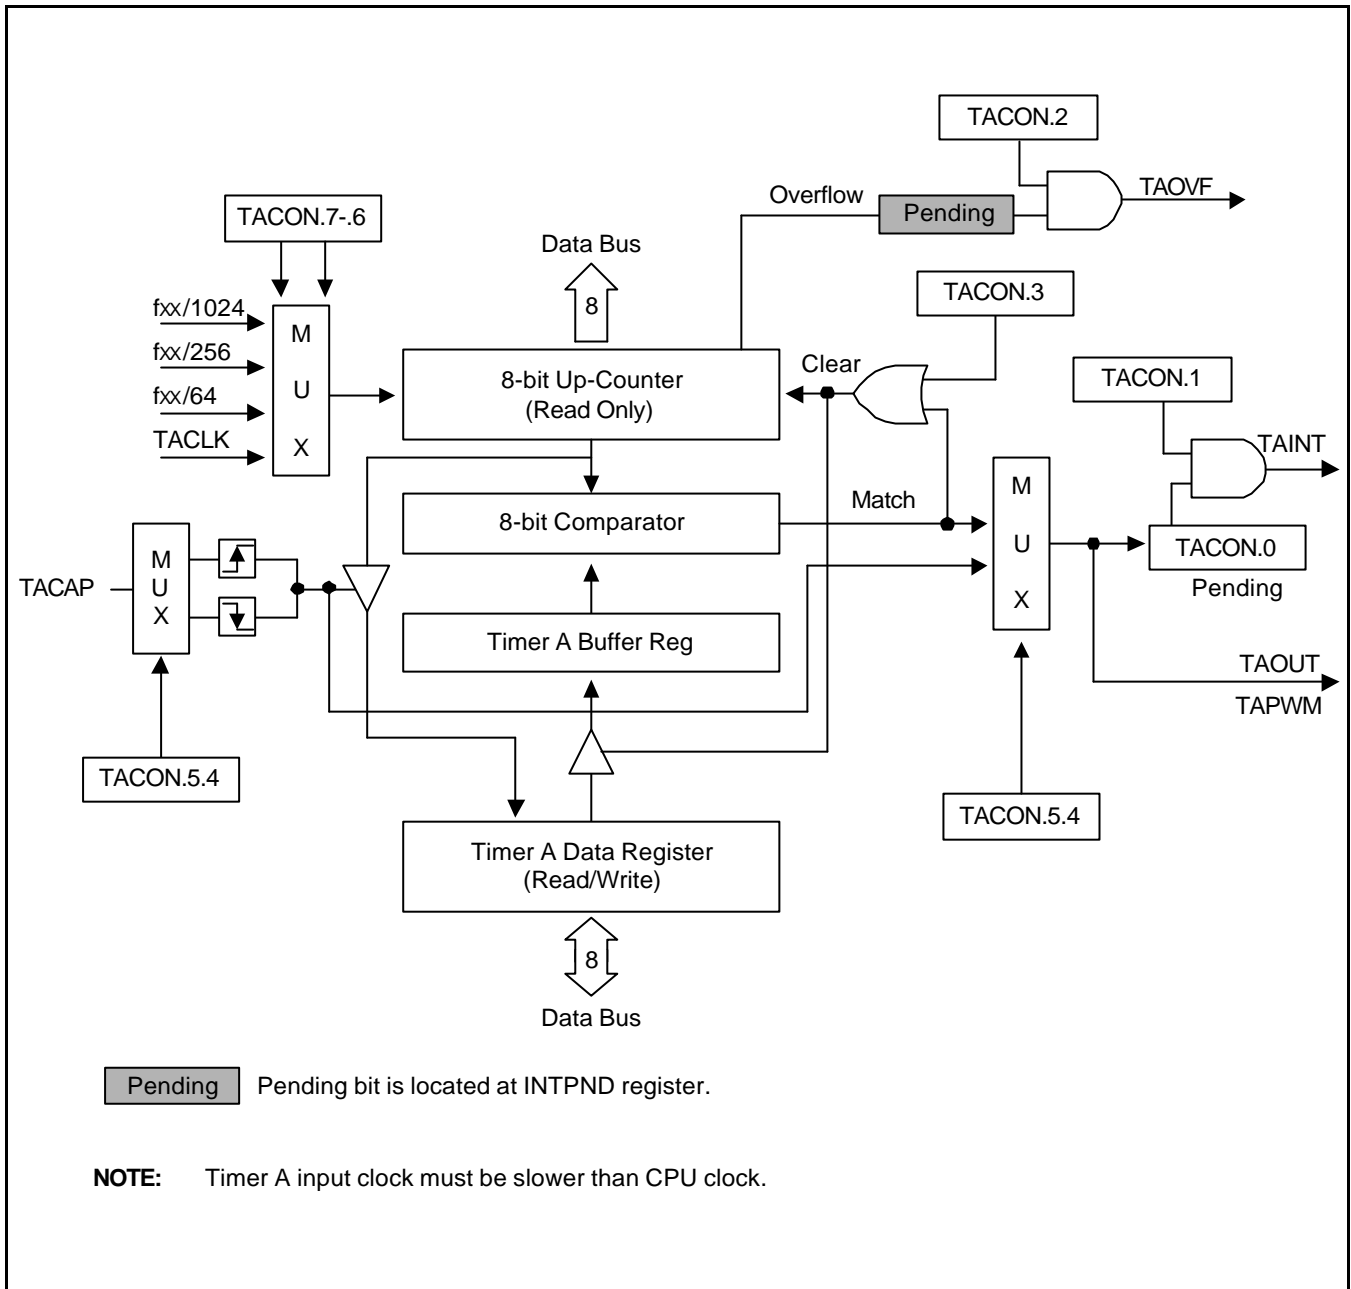 TACON.2
TAOVF
Overflow
Pending
TACON.7-.6
Data Bus
8
TACON.3
fxx/1024
fxx/256
fxx/64
TACLK
M
U
X
8-bit Up-Counter
(Read Only)
Clear
TACON.1
TAINT
8-bit Comparator
Match
M
U
X
TACON.0
Pending
TACAP
M
U
X
Timer A Buffer Reg
TAOUT
TAPWM
TACON.5.4
TACON.5.4
Timer A Data Register
(Read/Write)
8
Data Bus
Pending Pending bit is located at INTPND register.
NOTE: Timer A input clock must be slower than CPU clock.